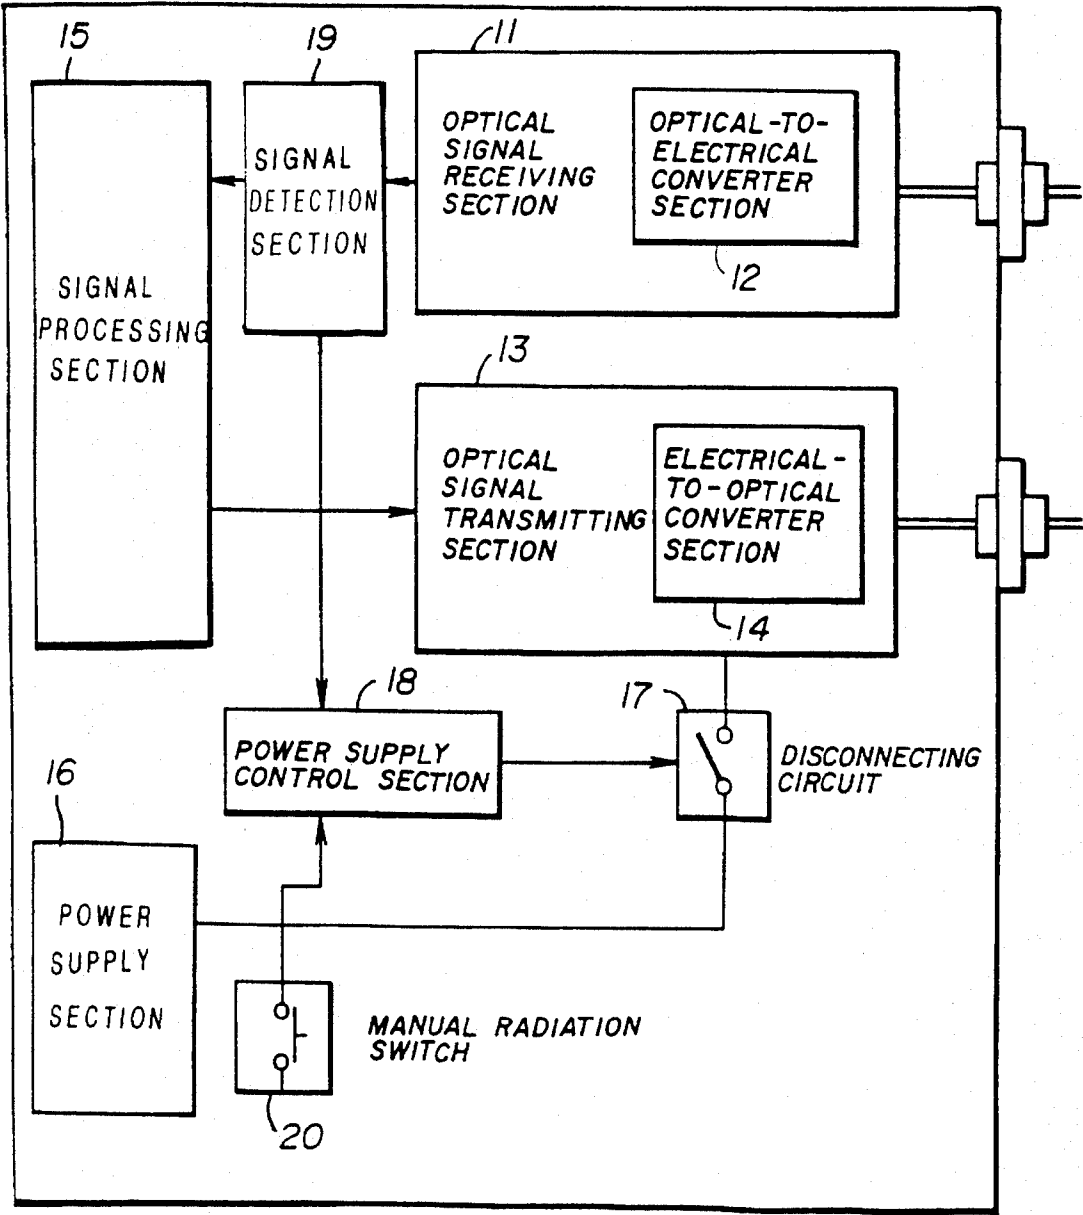 15
19
11
OPTICAL
SIGNAL
RECEIVING
SECTION
OPTICAL-TO-
ELECTRICAL
CONVERTER
SECTION
12
SIGNAL
DETECTION
SECTION
SIGNAL
PROCESSING
SECTION
13
OPTICAL
SIGNAL
TRANSMITTING
SECTION
ELECTRICAL-
TO-OPTICAL
CONVERTER
SECTION
14
18
17
POWER SUPPLY
CONTROL SECTION
DISCONNECTING
CIRCUIT
16
POWER
SUPPLY
SECTION
MANUAL RADIATION
SWITCH
20